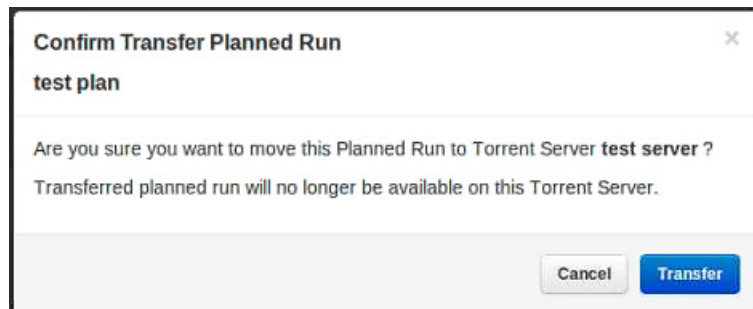 Confirm Transfer Planned Run
×
test plan
Are you sure you want to move this Planned Run to Torrent Server test server ?
Transferred planned run will no longer be available on this Torrent Server.
Cancel
Transfer